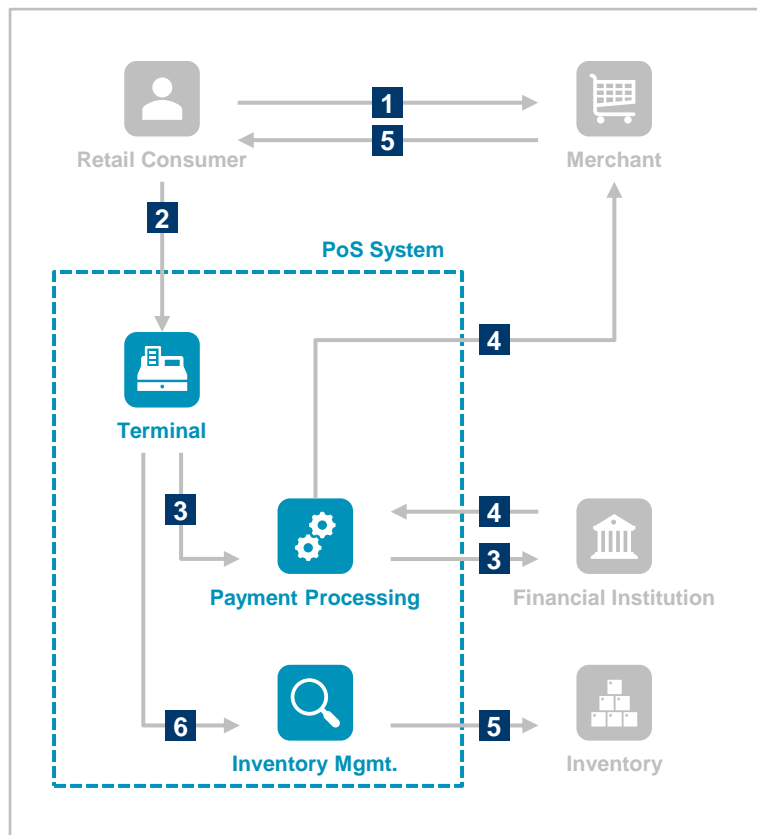 1
5
Retail Consumer
Merchant
2
PoS System
4
Terminal
3
4
3
Payment Processing
Financial Institution
6
5
Inventory Mgmt.
Inventory